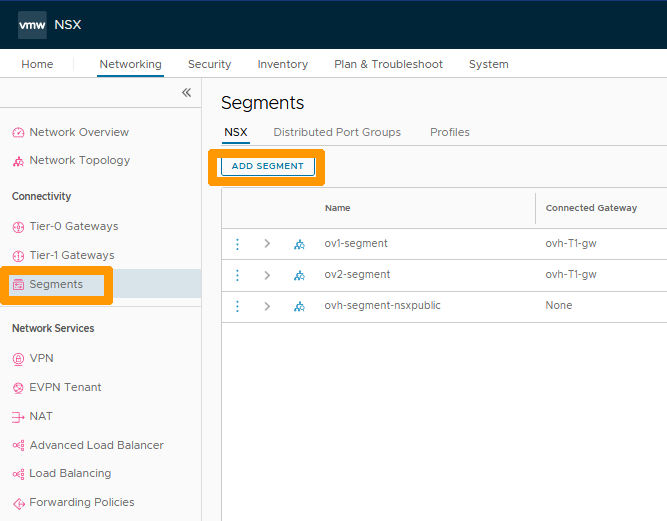 vmw NSX
Home Networking Security Inventory Plan & Troubleshoot System
«
Segments
NSX Distributed Port Groups Profiles
ADD SEGMENT
Name Connected Gateway
ov1-segment ovh-T1-gw
ov2-segment ovh-T1-gw
ovh-segment-nsxpublic None
Network Overview
Network Topology
Connectivity
Tier-0 Gateways
Tier-1 Gateways
Segments
Network Services
VPN
EVPN Tenant
NAT
Advanced Load Balancer
Load Balancing
Forwarding Policies